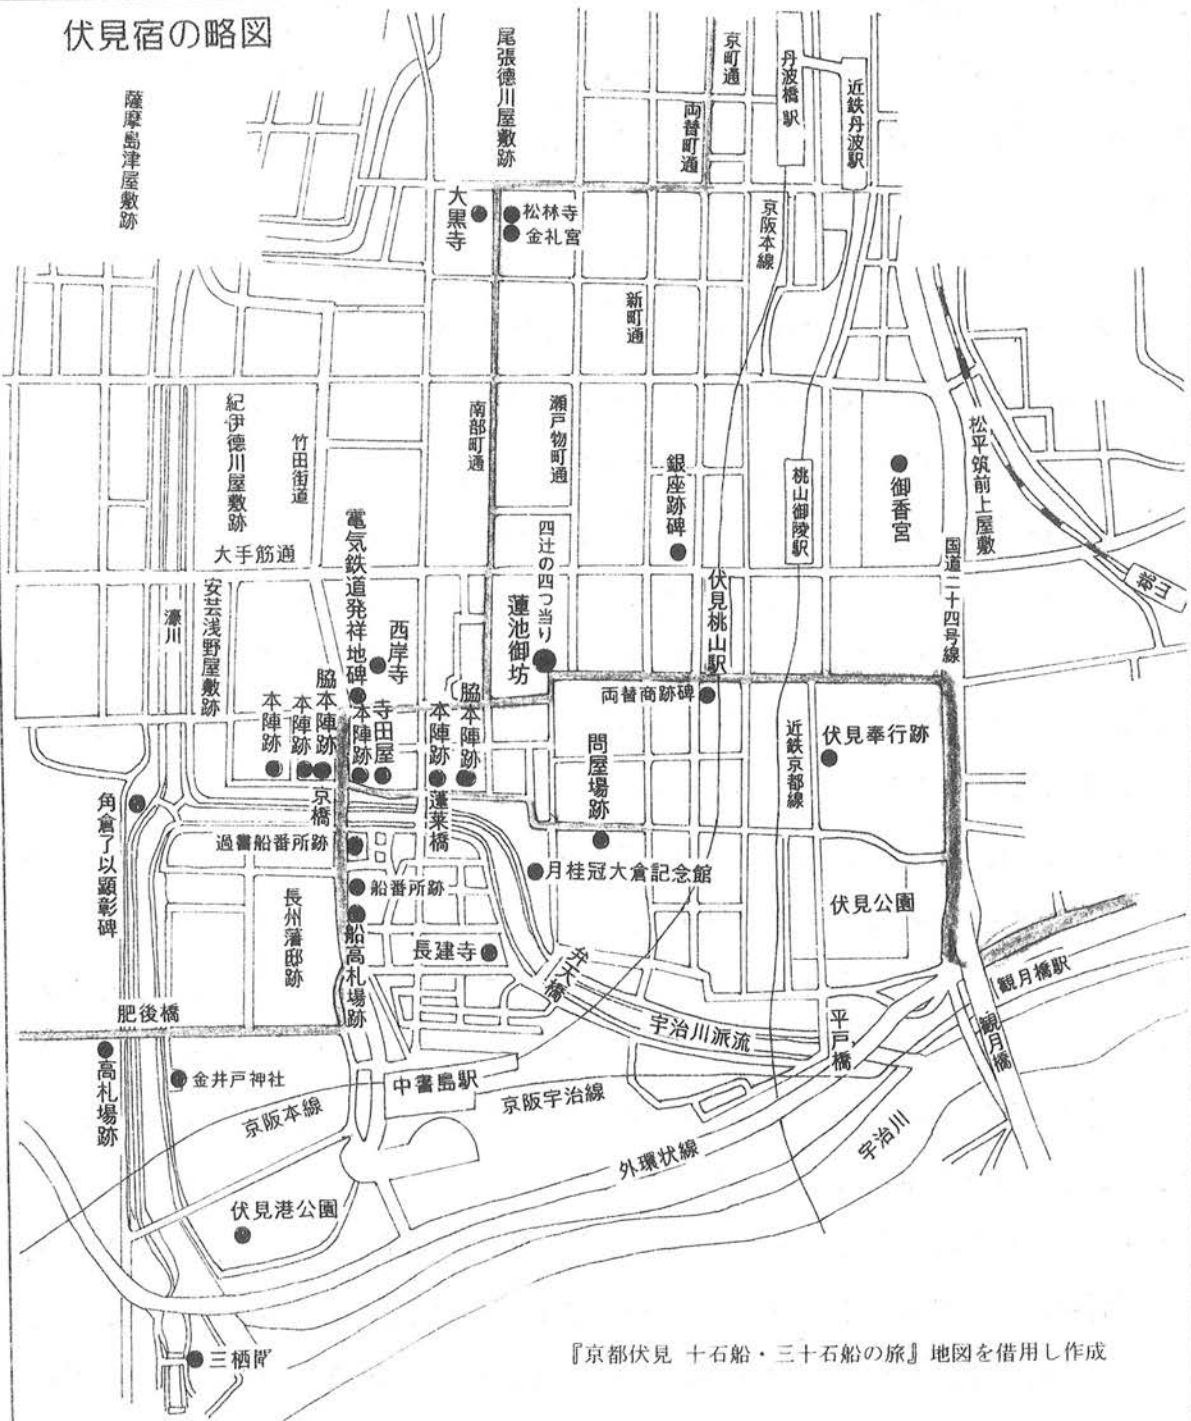 伏見宿の略図
尾張徳川屋敷跡
京町通
丹波橋駅
近鉄丹波駅
両替町通
薩摩島津屋敷跡
大黒寺
松林寺
金札宮
京阪本線
新町通
紀伊徳川屋敷跡
竹田街道
南部町通
瀬戸物町通
銀座跡碑
桃山御陵駅
御香宮
松平筑前上屋敷
大手筋通
電気鉄道発祥地碑
四辻の四つ当り
国道二十四号線
濠川
安芸浅野屋敷跡
西岸寺
蓮池御坊
伏見桃山駅
両替商跡碑
本陣跡
本陣跡
脇本陣跡
本陣跡
寺田屋
本陣跡
脇本陣跡
問屋場跡
近鉄京都線
伏見奉行跡
角倉了以顕彰碑
京橋
蓬莱橋
過書船番所跡
月桂冠大倉記念館
船番所跡
長州藩邸跡
船高札場跡
長建寺
伏見公園
弁天橋
観月橋駅
肥後橋
宇治川派流
平戸橋
観月橋
高札場跡
金井戸神社
中書島駅
京阪宇治線
京阪本線
外環状線
宇治川
伏見港公園
三栖閘
『京都伏見 十石船・三十石船の旅』地図を借用し作成